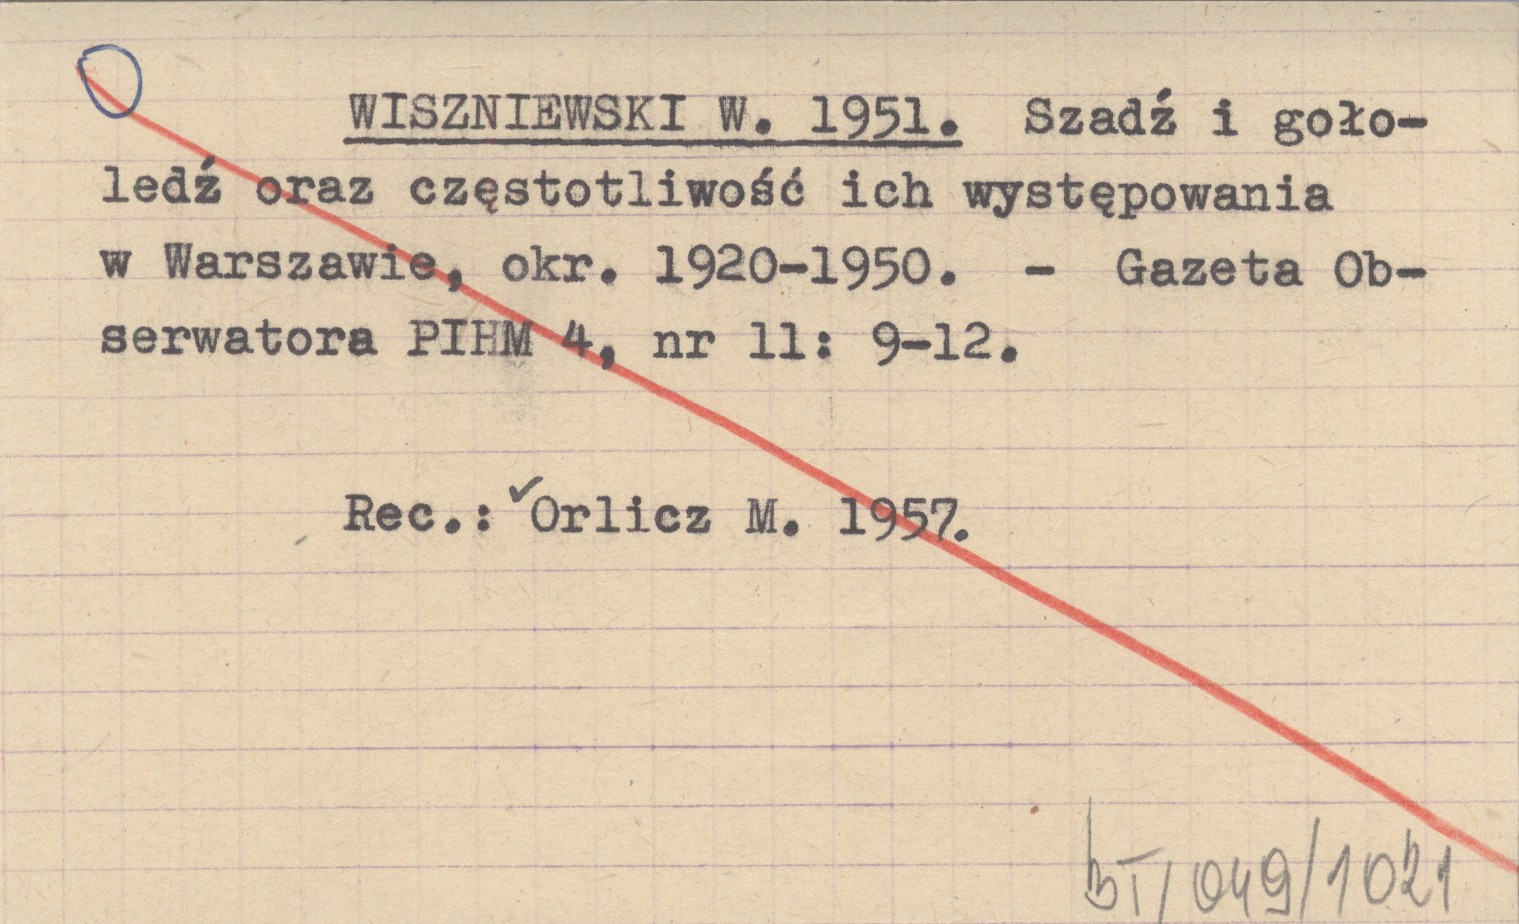 WISZNIEWSKI W. 1951. Szadź i goło-
ledź oraz częstotliwość ich występowania
w Warszawie, okr. 1920-1950. - Gazeta Ob-
serwatora PIHM 4, nr 11: 9-12.
Rec.: ✓Orlicz M. 1957.
BT/049/1021